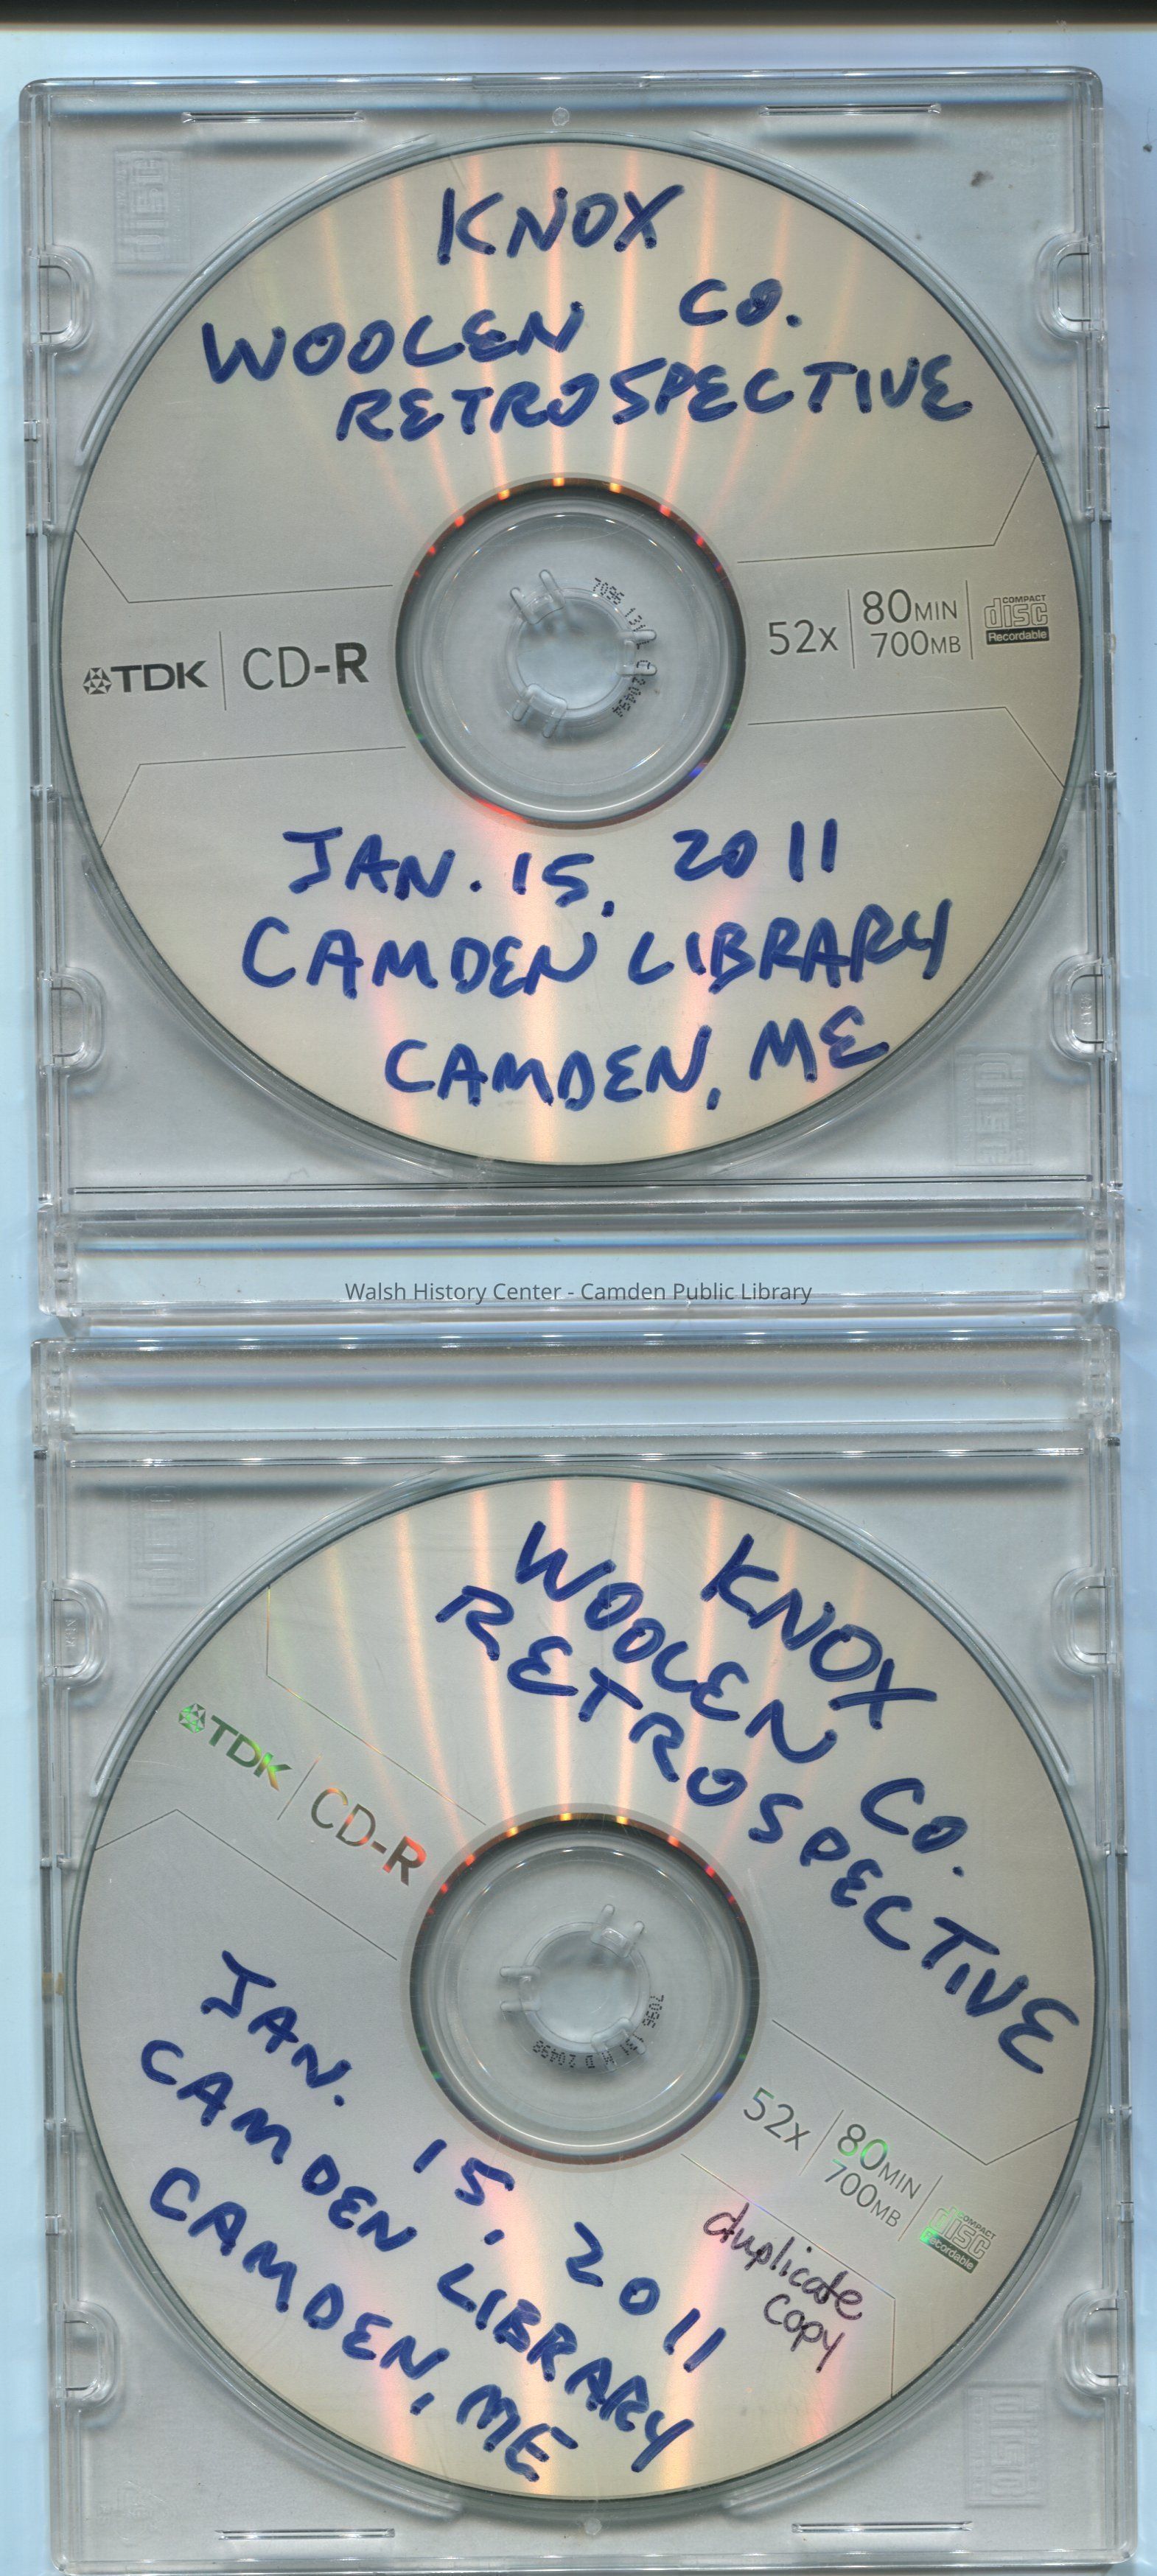 KNOX
WOOLEN CO.
RETROSPECTIVE
TDK CD-R
52x 80MIN
700MB
COMPACT
disc
Recordable
JAN. 15, 2011
CAMDEN LIBRARY
CAMDEN, ME
Walsh History Center - Camden Public Library
KNOX
WOOLEN CO.
RETROSPECTIVE
TDK CD-R
52x 80MIN
700MB
COMPACT
disc
Recordable
duplicate
copy
JAN. 15, 2011
CAMDEN LIBRARY
CAMDEN, ME